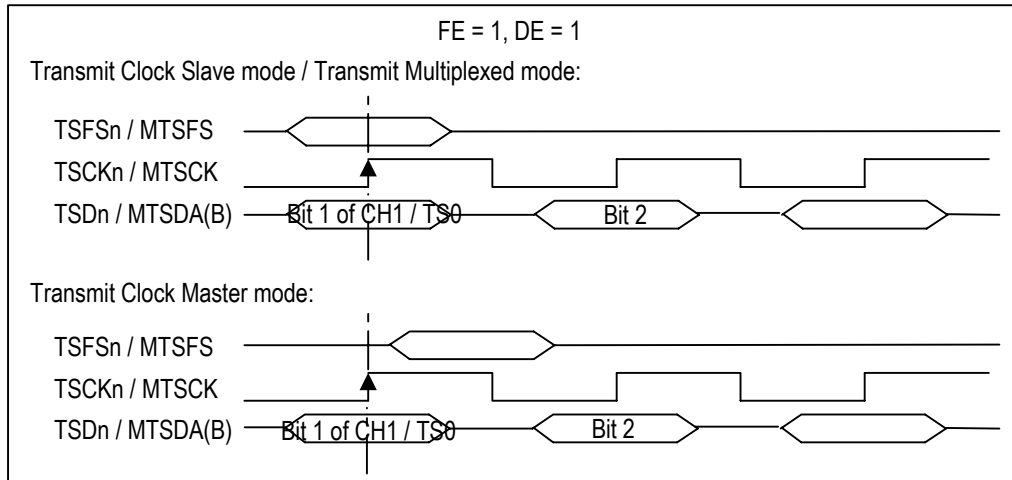 FE = 1, DE = 1
Transmit Clock Slave mode / Transmit Multiplexed mode:
TSFSn / MTSFS
TSCKn / MTSCK
TSDn / MTSDA(B) Bit 1 of CH1 / TS0 Bit 2
Transmit Clock Master mode:
TSFSn / MTSFS
TSCKn / MTSCK
TSDn / MTSDA(B) Bit 1 of CH1 / TS0 Bit 2